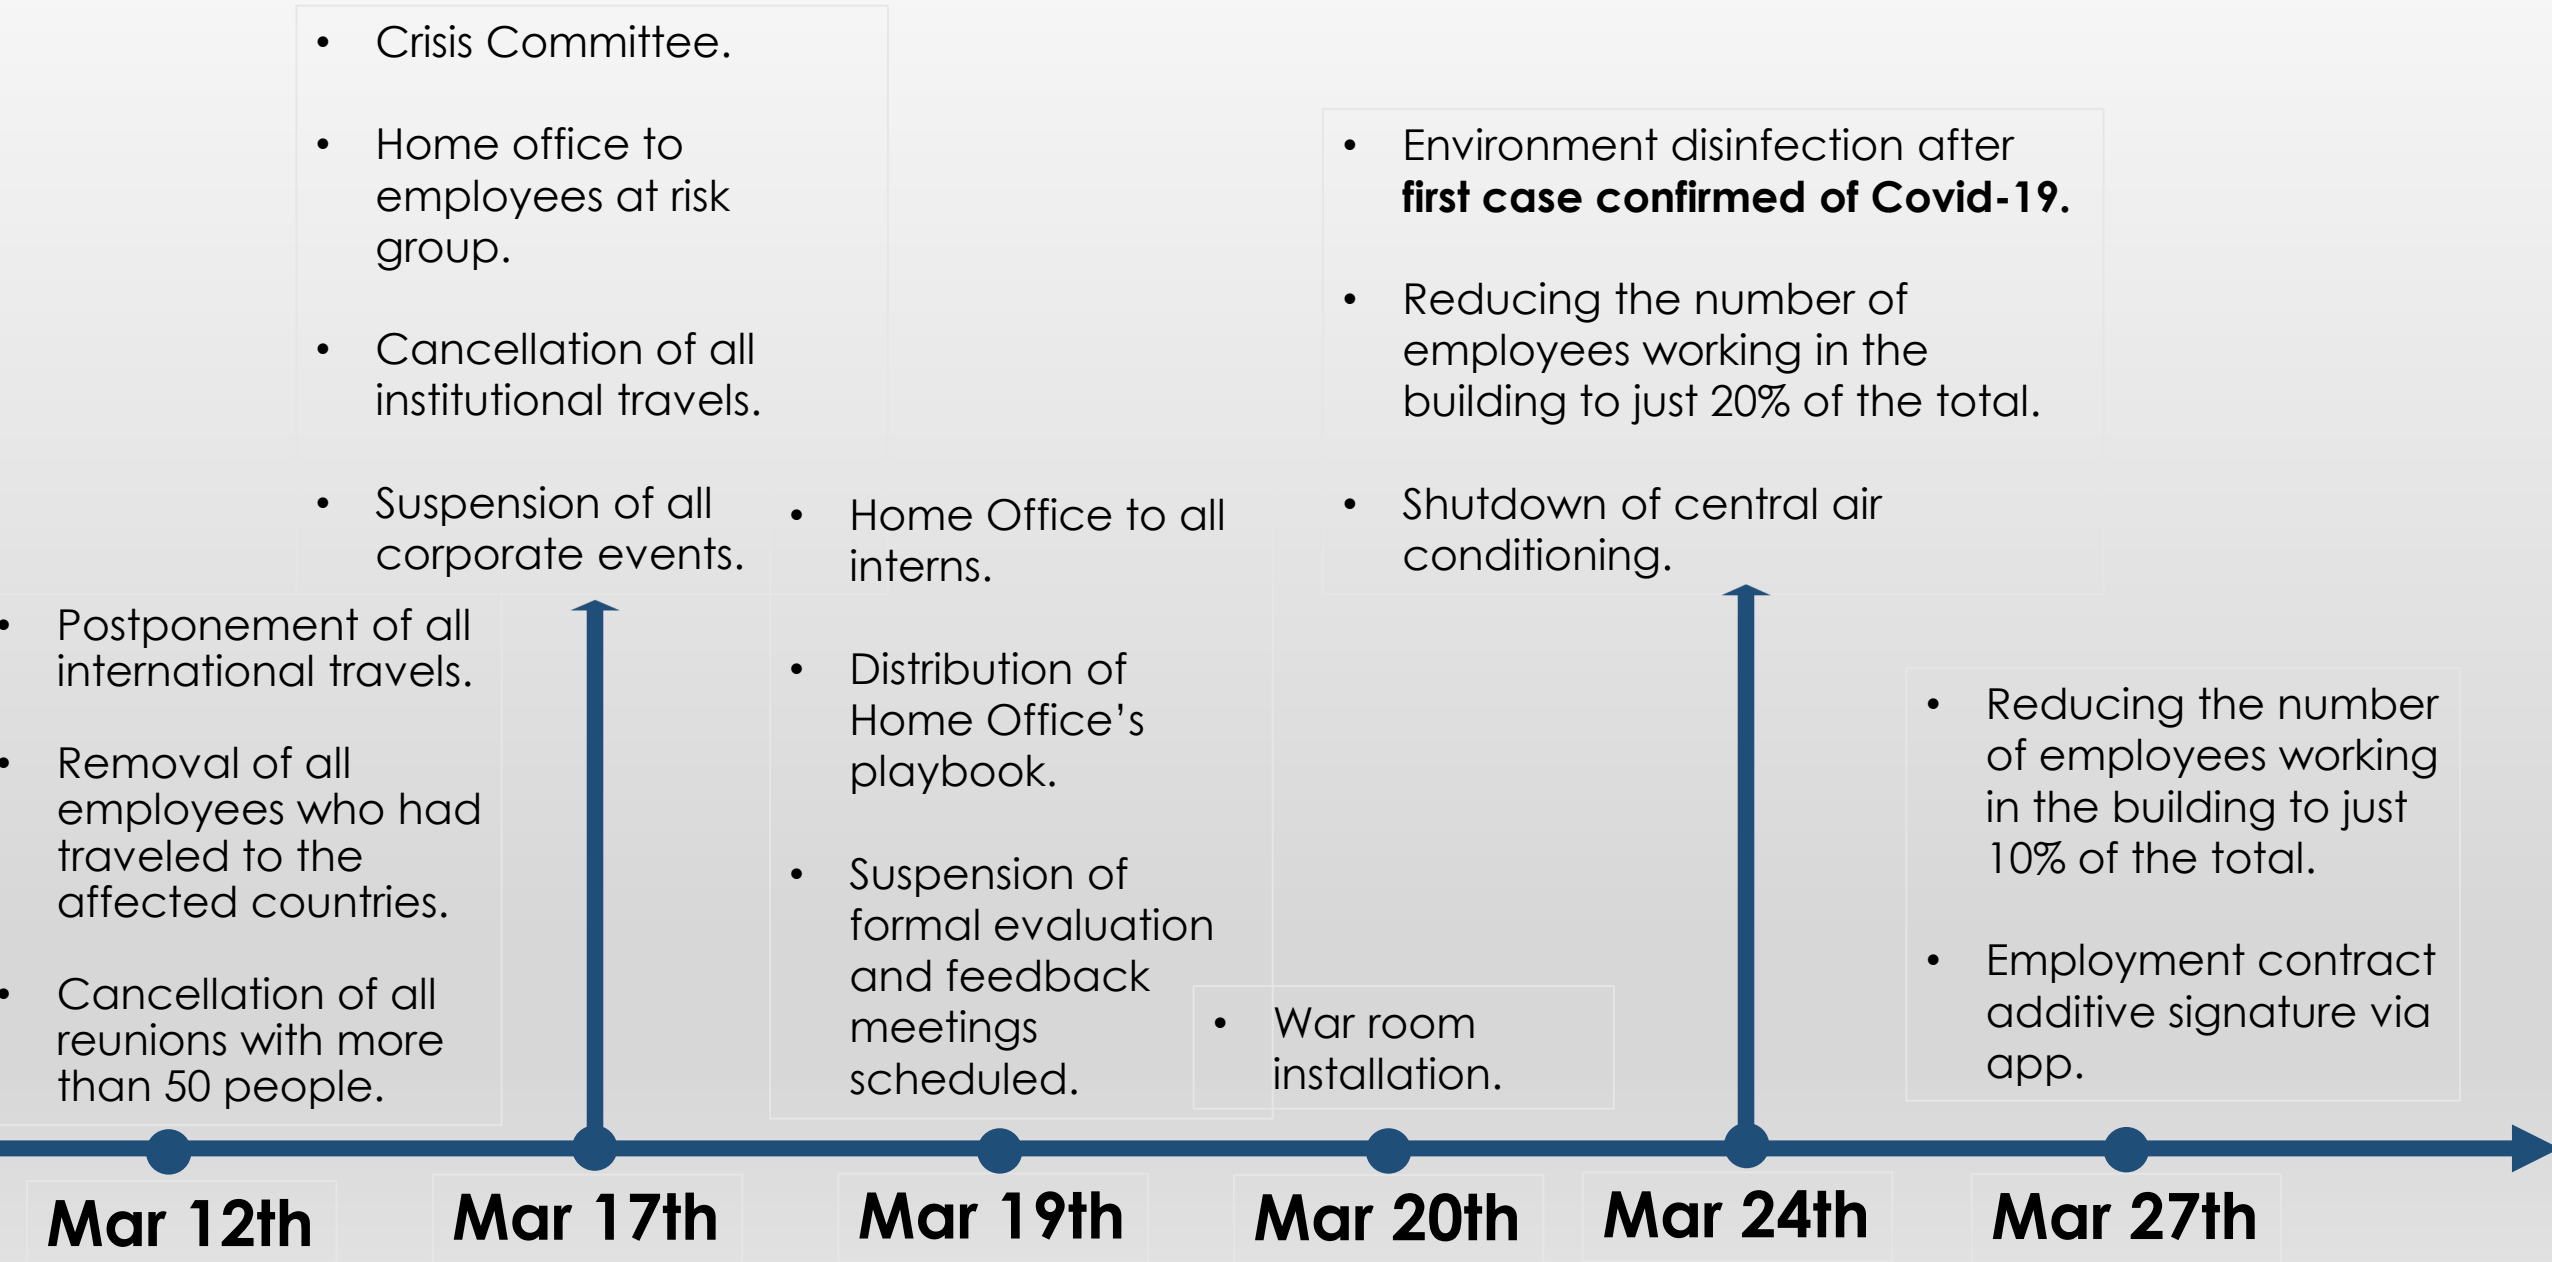 • Crisis Committee.
• Home office to
employees at risk
group.
• Cancellation of all
institutional travels.
• Suspension of all
corporate events.
• Postponement of all
international travels.
• Removal of all
employees who had
traveled to the
affected countries.
• Cancellation of all
reunions with more
than 50 people.
• Home Office to all
interns.
• Distribution of
Home Office’s
playbook.
• Suspension of
formal evaluation
and feedback
meetings
scheduled.
• War room
installation.
• Environment disinfection after
first case confirmed of Covid-19.
• Reducing the number of
employees working in the
building to just 20% of the total.
• Shutdown of central air
conditioning.
• Reducing the number
of employees working
in the building to just
10% of the total.
• Employment contract
additive signature via
app.
Mar 12th
Mar 17th
Mar 19th
Mar 20th
Mar 24th
Mar 27th